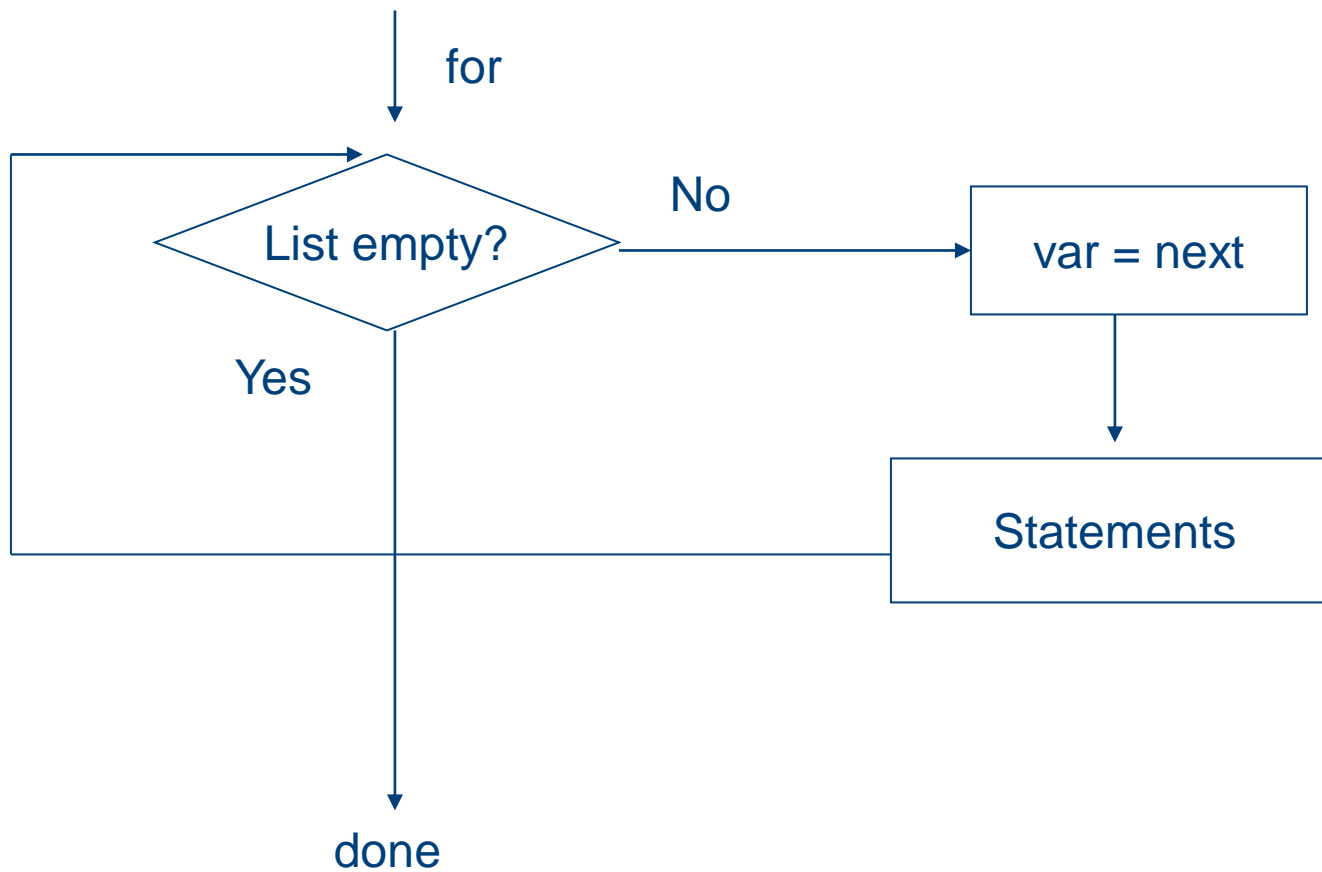 for
No
List empty?
var = next
Yes
Statements
done